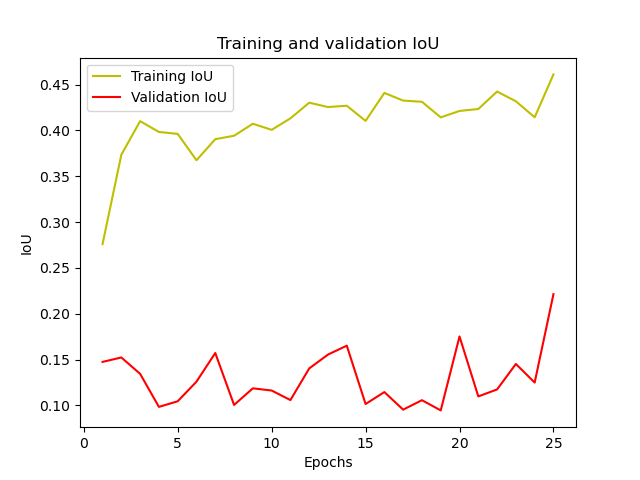 Training and validation IoU
Training IoU
Validation IoU
0.45
0.40
0.35
0.30
0.25
0.20
0.15
0.10
IoU
0 5 10 15 20 25
Epochs